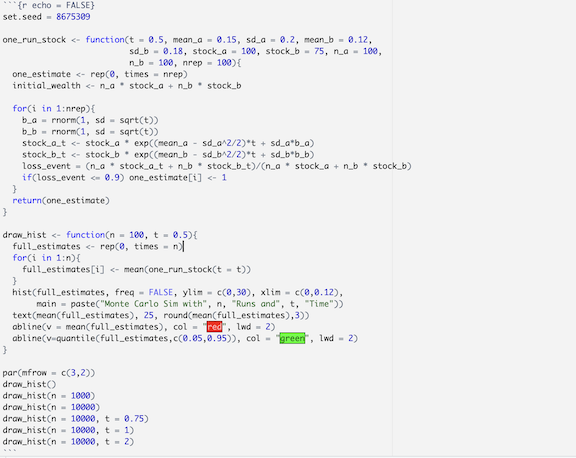 ```{r echo = FALSE}
set.seed = 8675309

one_run_stock <- function(t = 0.5, mean_a = 0.15, sd_a = 0.2, mean_b = 0.12,
                          sd_b = 0.18, stock_a = 100, stock_b = 75, n_a = 100,
                          n_b = 100, nrep = 100){
  one_estimate <- rep(0, times = nrep)
  initial_wealth <- n_a * stock_a + n_b * stock_b

  for(i in 1:nrep){
    b_a = rnorm(1, sd = sqrt(t))
    b_b = rnorm(1, sd = sqrt(t))
    stock_a_t <- stock_a * exp((mean_a - sd_a^2/2)*t + sd_a*b_a)
    stock_b_t <- stock_b * exp((mean_b - sd_b^2/2)*t + sd_b*b_b)
    loss_event = (n_a * stock_a_t + n_b * stock_b_t)/(n_a * stock_a + n_b * stock_b)
    if(loss_event <= 0.9) one_estimate[i] <- 1
  }
  return(one_estimate)
}

draw_hist <- function(n = 100, t = 0.5){
  full_estimates <- rep(0, times = n)
  for(i in 1:n){
    full_estimates[i] <- mean(one_run_stock(t = t))
  }
  hist(full_estimates, freq = FALSE, ylim = c(0,30), xlim = c(0,0.12),
       main = paste("Monte Carlo Sim with", n, "Runs and", t, "Time"))
  text(mean(full_estimates), 25, round(mean(full_estimates),3))
  abline(v = mean(full_estimates), col = "red", lwd = 2)
  abline(v=quantile(full_estimates,c(0.05,0.95)), col = "green", lwd = 2)
}

par(mfrow = c(3,2))
draw_hist()
draw_hist(n = 1000)
draw_hist(n = 10000)
draw_hist(n = 10000, t = 0.75)
draw_hist(n = 10000, t = 1)
draw_hist(n = 10000, t = 2)
```